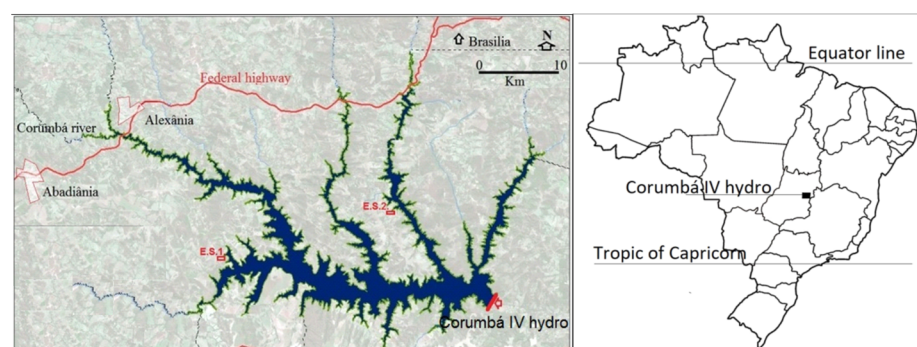 Brasilia
N
0 10
Km
Federal highway
Alexânia
Corumbá river
Abadiânia
E.S.2
E.S.1
Corumbá IV hydro
Equator line
Corumbá IV hydro
Tropic of Capricorn